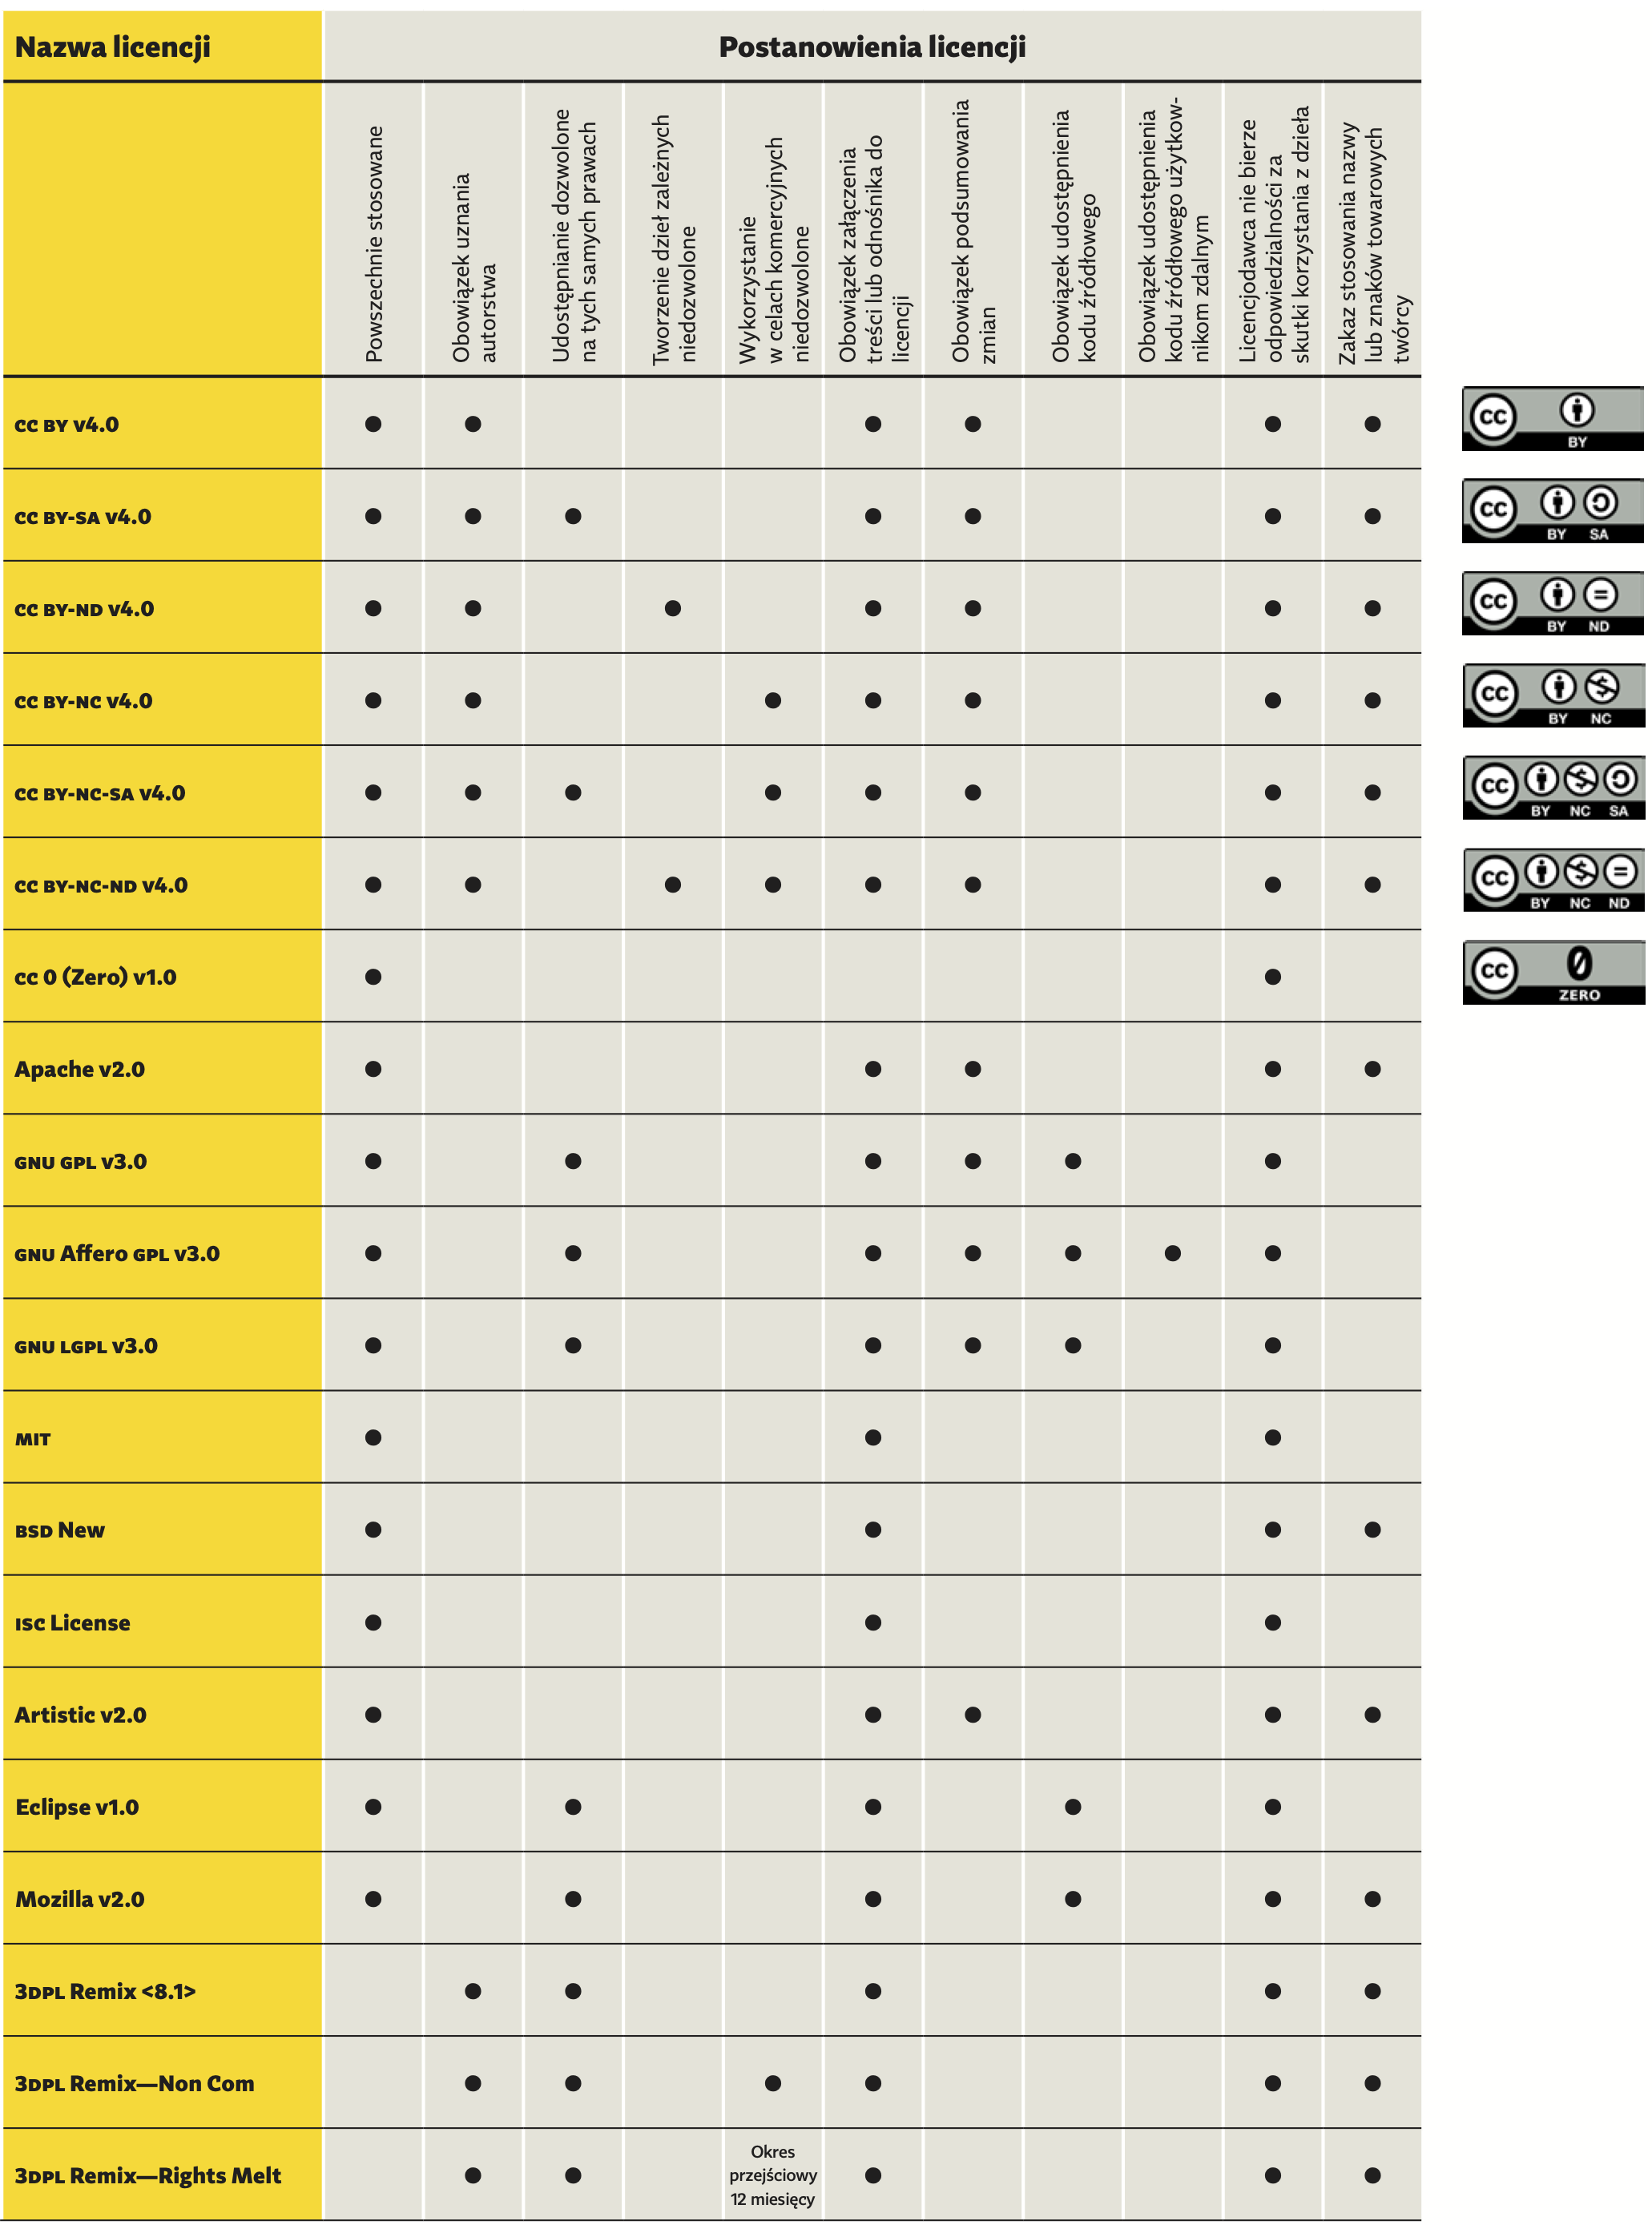 Nazwa licencji
Postanowienia licencji
Powszechnie stosowane
Obowiązek uznania
autorstwa
Udostępnianie dozwolone
na tych samych prawach
Tworzenie dzieł zależnych
niedozwolone
Wykorzystanie
w celach komercyjnych
niedozwolone
Obowiązek załączenia
treści lub odnośnika do
licencji
Obowiązek podsumowania
zmian
Obowiązek udostępnienia
kodu źródłowego
Obowiązek udostępnienia
kodu źródłowego użytkow-
nikom zdalnym
Licencjodawca nie bierze
odpowiedzialności za
skutki korzystania z dzieła
Zakaz stosowania nazwy
lub znaków towarowych
twórcy
CC BY v4.0
CC BY
CC BY-SA v4.0
CC BY SA
CC BY-ND v4.0
CC = BY ND
CC BY-NC v4.0
CC $ BY NC
CC BY-NC-SA v4.0
CC $ BY NC SA
CC BY-NC-ND v4.0
CC $ = BY NC ND
CC 0 (Zero) v1.0
CC 0 ZERO
Apache v2.0
GNU GPL v3.0
GNU Affero GPL v3.0
GNU LGPL v3.0
MIT
BSD New
ISC License
Artistic v2.0
Eclipse v1.0
Mozilla v2.0
3DPL Remix <8.1>
3DPL Remix—Non Com
3DPL Remix—Rights Melt
Okres
przejściowy
12 miesięcy